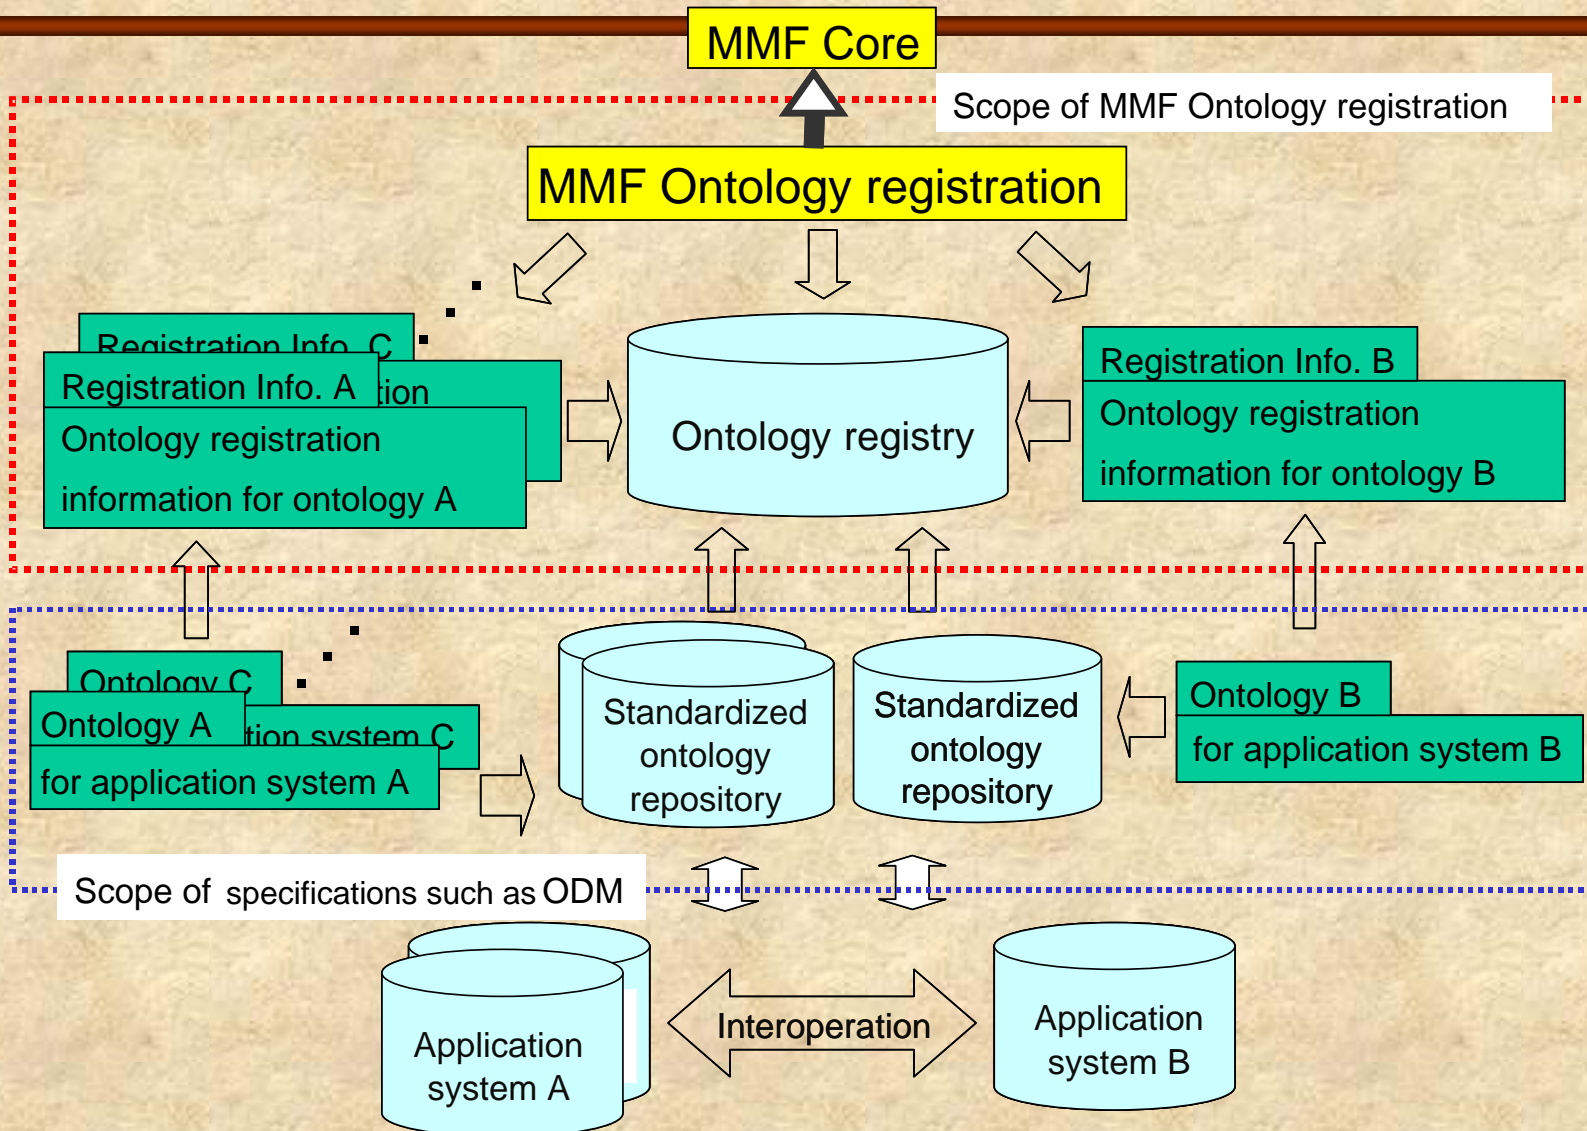 MMF Core
Scope of MMF Ontology registration
MMF Ontology registration
Registration Info. C
Registration Info. A
tion
Ontology registration
information for ontology A
Ontology registry
Registration Info. B
Ontology registration
information for ontology B
Ontology C
Ontology A
tion system C
for application system A
Standardized
ontology
repository
Standardized
ontology
repository
Ontology B
for application system B
Scope of specifications such as ODM
Application
system A
Interoperation
Application
system B